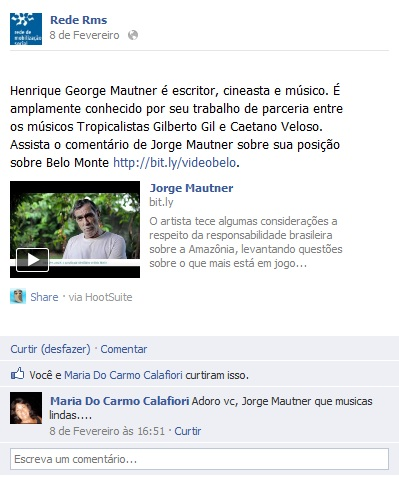 rede de
mobilização
social
Rede Rms
8 de Fevereiro
Henrique George Mautner é escritor, cineasta e músico. É
amplamente conhecido por seu trabalho de parceria entre
os músicos Tropicalistas Gilberto Gil e Caetano Veloso.
Assista o comentário de Jorge Mautner sobre sua posição
sobre Belo Monte http://bit.ly/videobelo.
Jorge Mautner
bit.ly
O artista tece algumas considerações a
respeito da responsabilidade brasileira
sobre a Amazônia, levantando questões
sobre o que mais está em jogo...
Share · via HootSuite
Curtir (desfazer) · Comentar
Você e Maria Do Carmo Calafiori curtiram isso.
Maria Do Carmo Calafiori Adoro vc, Jorge Mautner que musicas
lindas....
8 de Fevereiro às 16:51 · Curtir
Escreva um comentário...